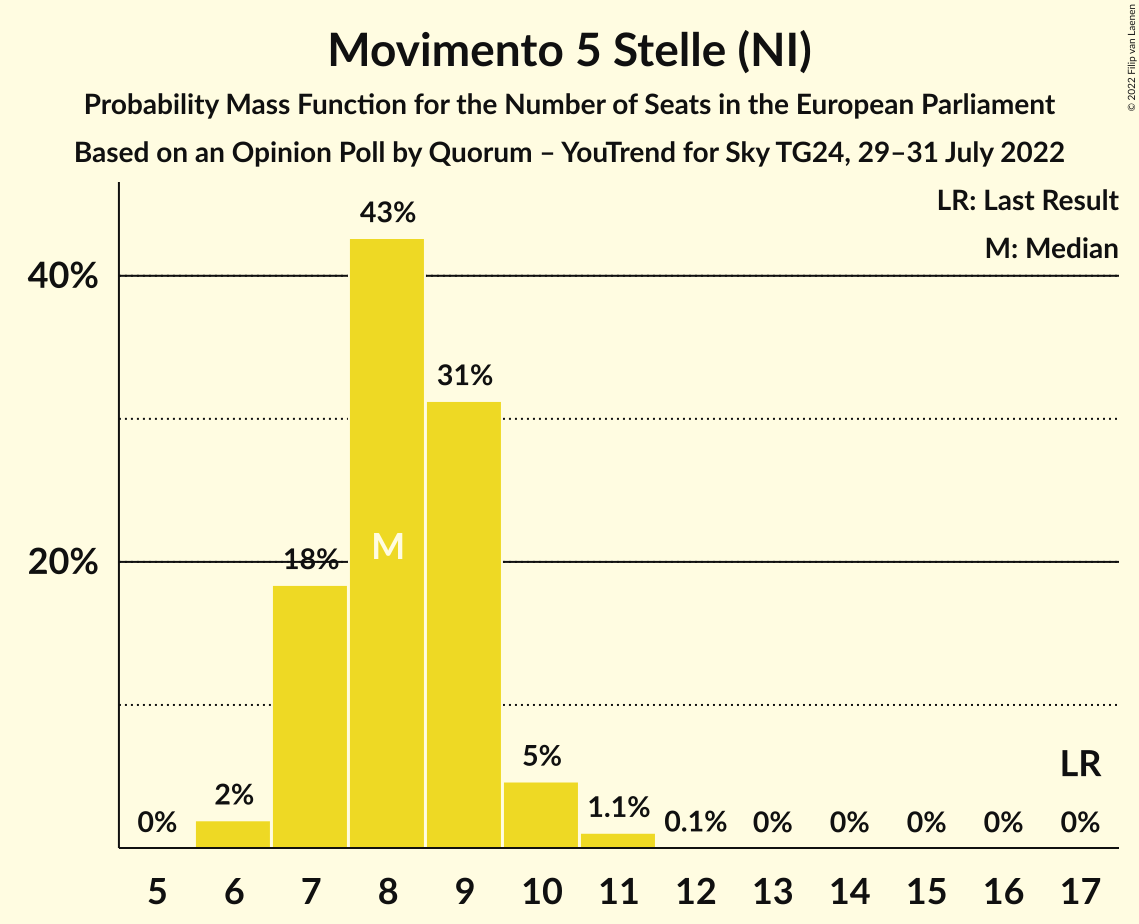 © 2022 Filip van Laenen
Movimento 5 Stelle (NI)
Probability Mass Function for the Number of Seats in the European Parliament
Based on an Opinion Poll by Quorum – YouTrend for Sky TG24, 29–31 July 2022
LR: Last Result
M: Median
40%
20%
0%
2%
18%
43%
M
31%
5%
1.1%
0.1%
0%
0%
0%
0%
LR
0%
5 6 7 8 9 10 11 12 13 14 15 16 17